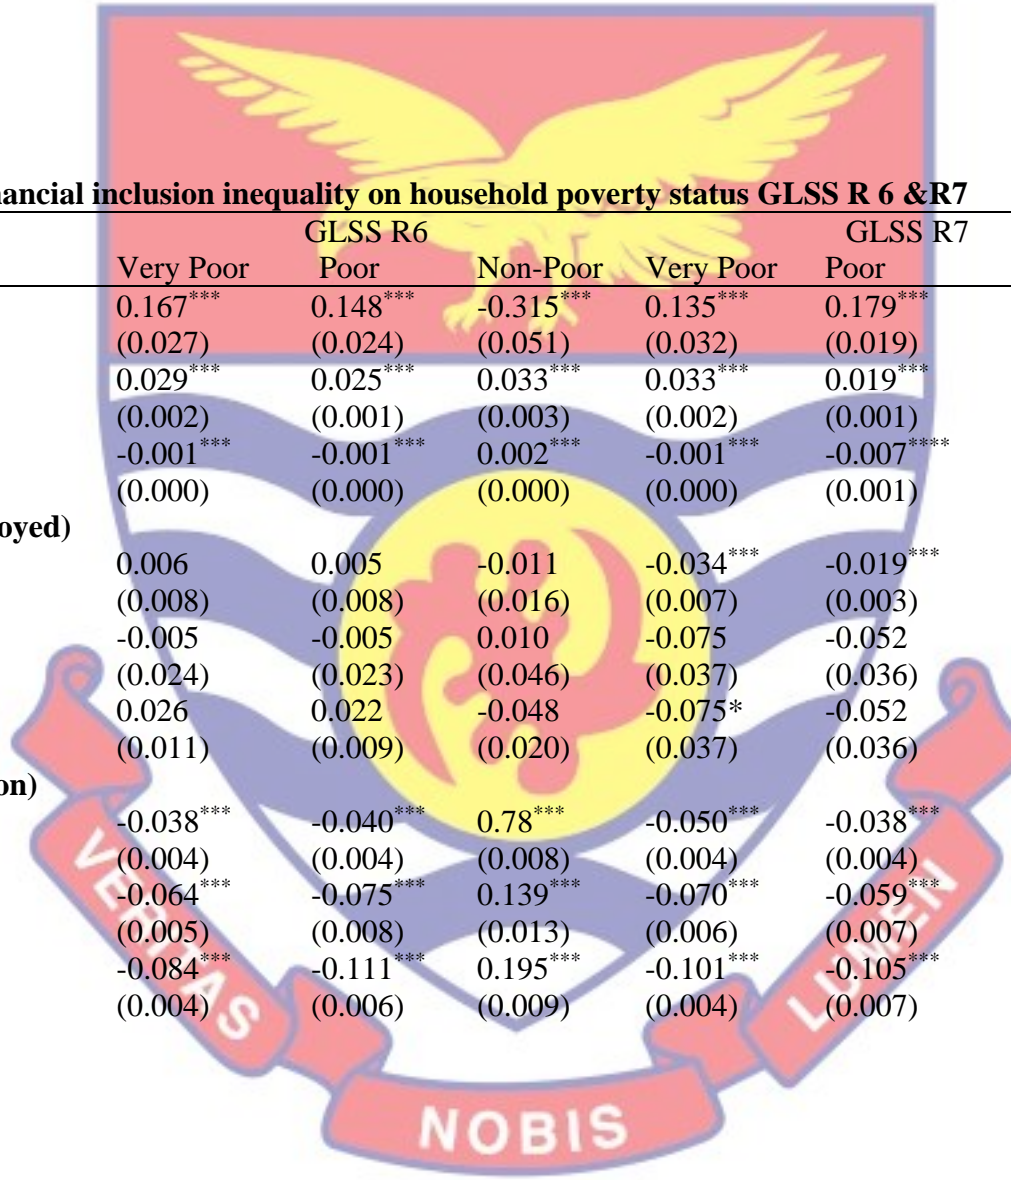 nancial inclusion inequality on household poverty status GLSS R 6 &R7
GLSS R6 GLSS R7
Very Poor Poor Non-Poor Very Poor Poor
0.167*** 0.148*** -0.315*** 0.135*** 0.179***
(0.027) (0.024) (0.051) (0.032) (0.019)
0.029*** 0.025*** 0.033*** 0.033*** 0.019***
(0.002) (0.001) (0.003) (0.002) (0.001)
-0.001*** -0.001*** 0.002*** -0.001*** -0.007****
(0.000) (0.000) (0.000) (0.000) (0.001)
oyed)
0.006 0.005 -0.011 -0.034*** -0.019***
(0.008) (0.008) (0.016) (0.007) (0.003)
-0.005 -0.005 0.010 -0.075 -0.052
(0.024) (0.023) (0.046) (0.037) (0.036)
0.026 0.022 -0.048 -0.075* -0.052
(0.011) (0.009) (0.020) (0.037) (0.036)
on)
-0.038*** -0.040*** 0.78*** -0.050*** -0.038***
(0.004) (0.004) (0.008) (0.004) (0.004)
-0.064*** -0.075*** 0.139*** -0.070*** -0.059***
(0.005) (0.008) (0.013) (0.006) (0.007)
-0.084*** -0.111*** 0.195*** -0.101*** -0.105***
(0.004) (0.006) (0.009) (0.004) (0.007)
VERITAS NOBIS LUMEN